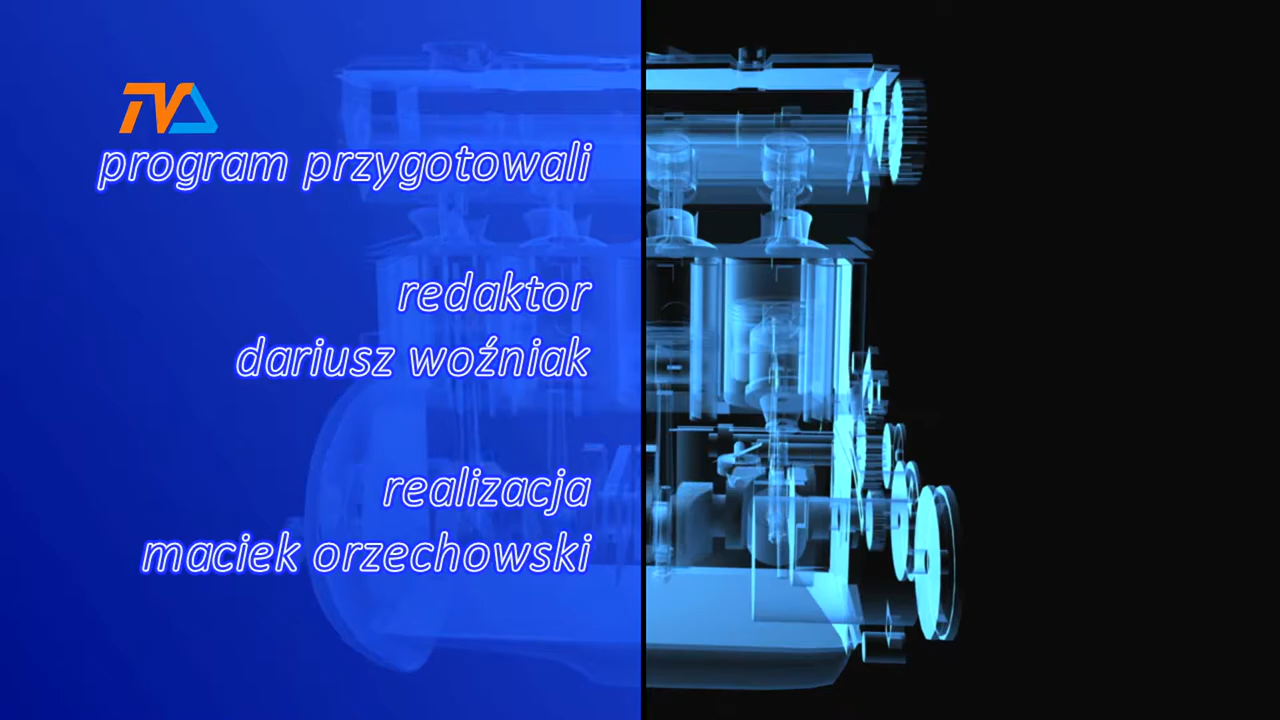 TVA
program przygotowali
redaktor
dariusz woźniak
realizacja
maciek orzechowski